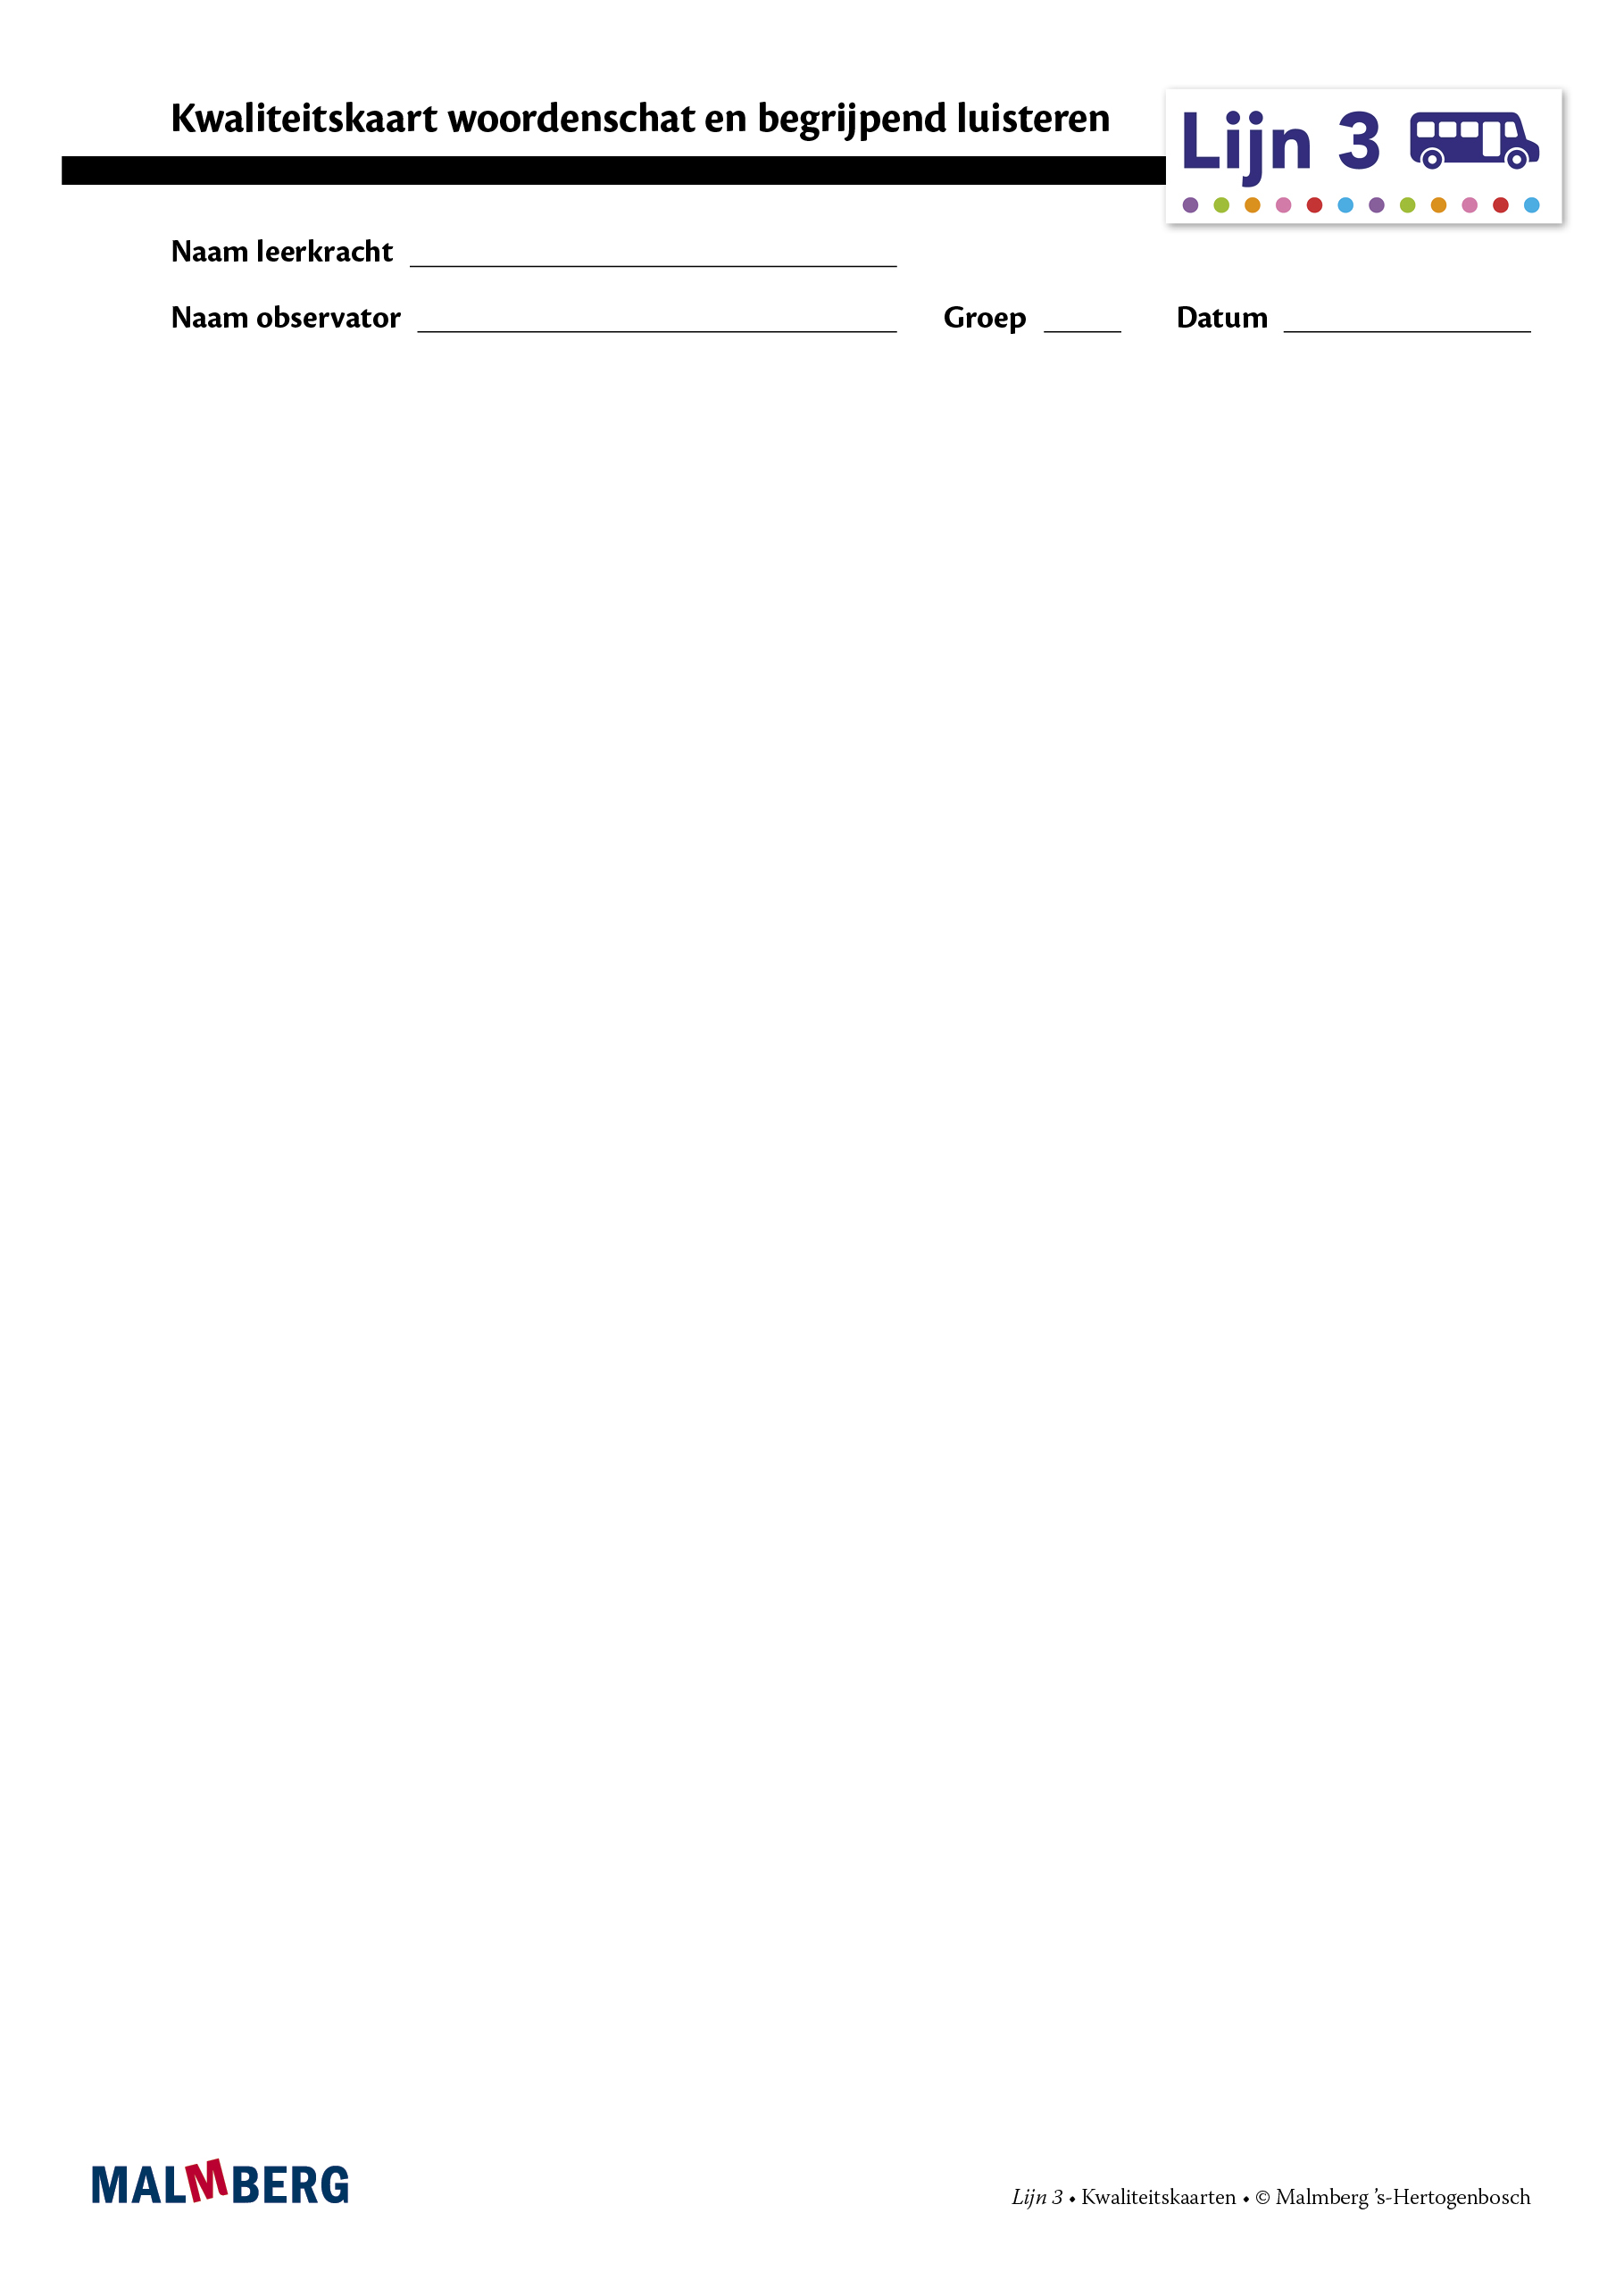 Kwaliteitskaart woordenschat en begrijpend luisteren
Lijn 3
Naam leerkracht
Naam observator Groep Datum
MALMBERG
Lijn 3 • Kwaliteitskaarten • © Malmberg ’s-Hertogenbosch